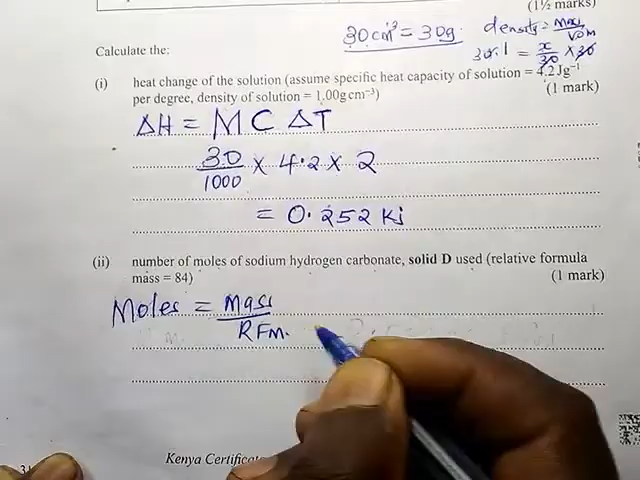 (1½ marks)
30cm³ = 30g
density = Mass
VOM
Calculate the:
(i) heat change of the solution (assume specific heat capacity of solution = 4.2 Jg⁻¹
per degree, density of solution = 1.00 g cm⁻³) (1 mark)
ΔH = MCΔT
30/1000 × 4.2 × 2
= 0.252 Kj
(ii) number of moles of sodium hydrogen carbonate, solid D used (relative formula
mass = 84) (1 mark)
Moles = Mass
RFM.
Kenya Certificate